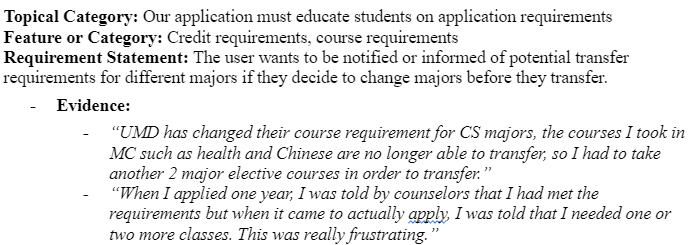 Topical Category: Our application must educate students on application requirements
Feature or Category: Credit requirements, course requirements
Requirement Statement: The user wants to be notified or informed of potential transfer
requirements for different majors if they decide to change majors before they transfer.
- Evidence:
- “UMD has changed their course requirement for CS majors, the courses I took in
MC such as health and Chinese are no longer able to transfer, so I had to take
another 2 major elective courses in order to transfer.”
- “When I applied one year, I was told by counselors that I had met the
requirements but when it came to actually apply, I was told that I needed one or
two more classes. This was really frustrating.”